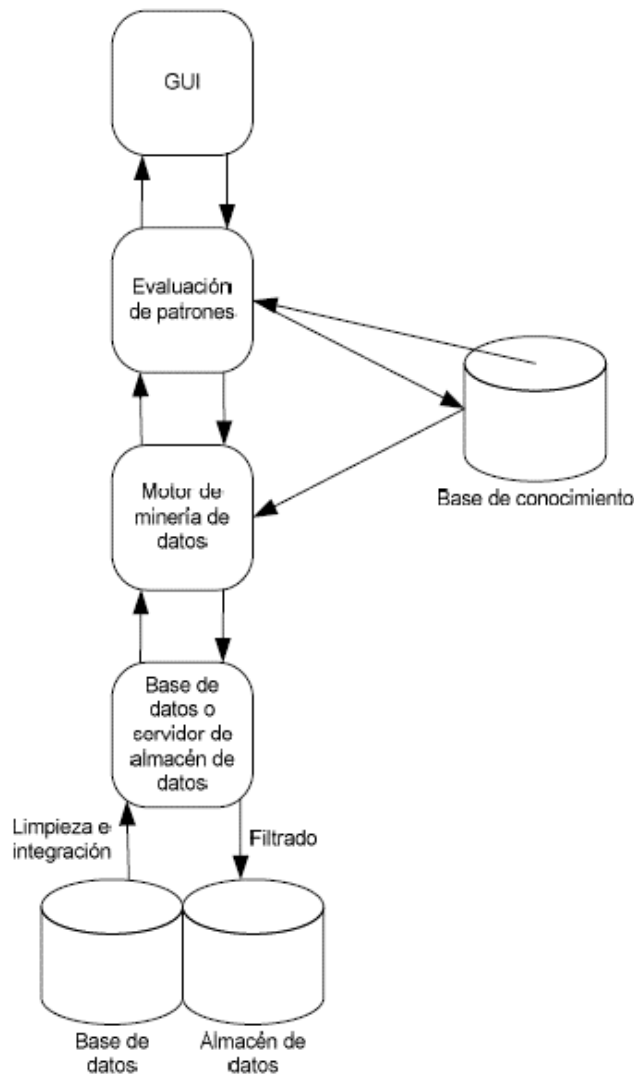 GUI
Evaluación
de patrones
Motor de
minería de
datos
Base de conocimiento
Base de
datos o
servidor de
almacén de
datos
Limpieza e
integración
Filtrado
Base de
datos
Almacén de
datos